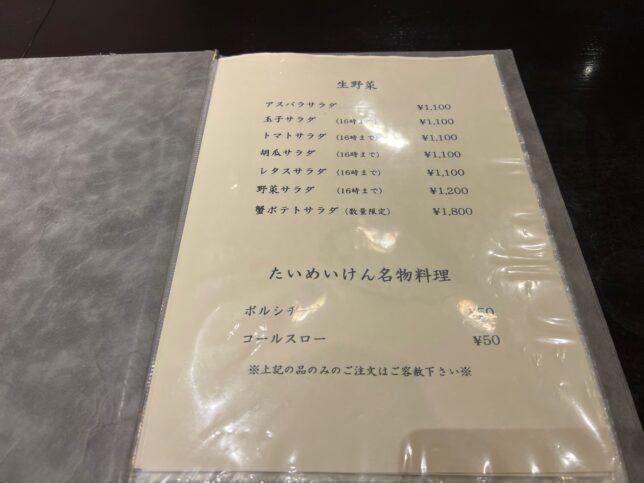 生野菜
アスパラサラダ ¥1,100
玉子サラダ (16時まで) ¥1,100
トマトサラダ (16時まで) ¥1,100
胡瓜サラダ (16時まで) ¥1,100
レタスサラダ (16時まで) ¥1,100
野菜サラダ (16時まで) ¥1,200
蟹ポテトサラダ (数量限定) ¥1,800
たいめいけん名物料理
ボルシチ ¥50
コールスロー ¥50
※上記の品のみのご注文はご容赦下さい※